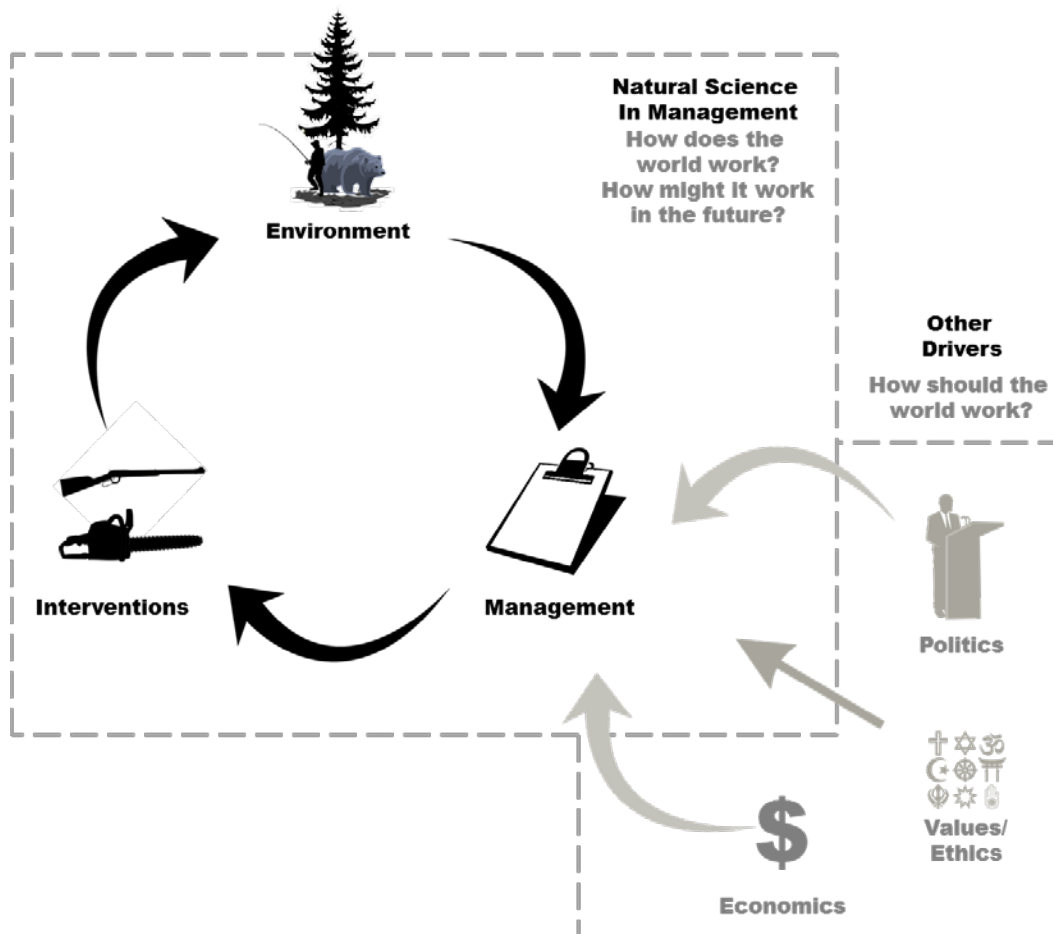 Natural Science
In Management
How does the
world work?
How might it work
in the future?
Environment
Other
Drivers
How should the
world work?
Interventions
Management
Politics
Values/
Ethics
$
Economics